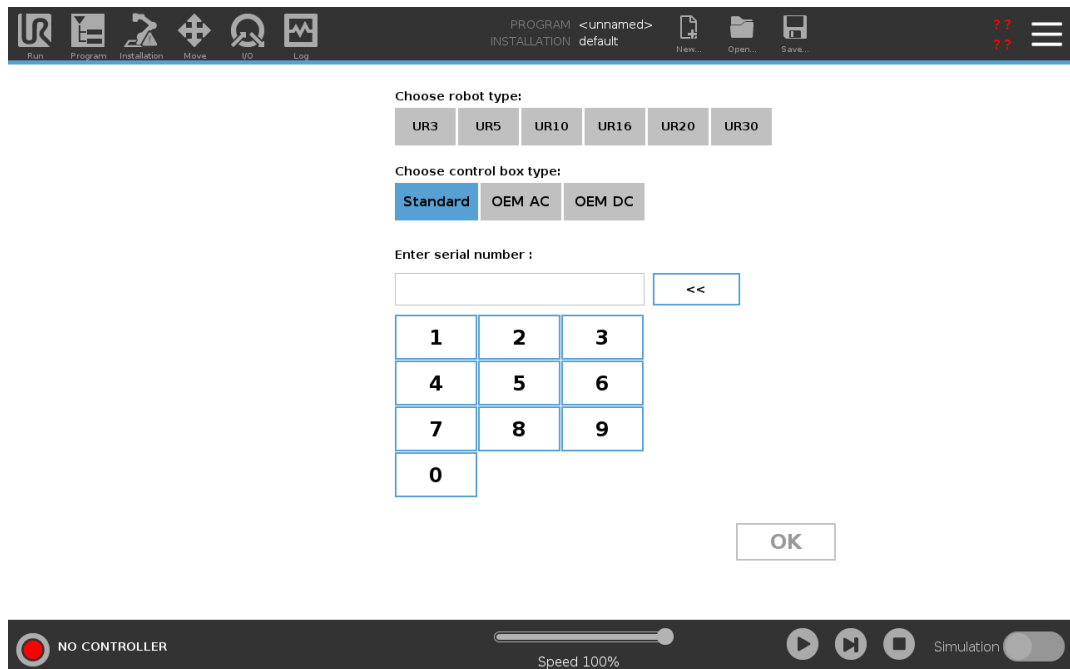 PROGRAM <unnamed>
INSTALLATION default
? ?
? ?
Run Program Installation Move I/O Log New... Open... Save...
Choose robot type:
UR3 UR5 UR10 UR16 UR20 UR30
Choose control box type:
Standard OEM AC OEM DC
Enter serial number :
<<
1 2 3
4 5 6
7 8 9
0
OK
NO CONTROLLER
Speed 100%
Simulation